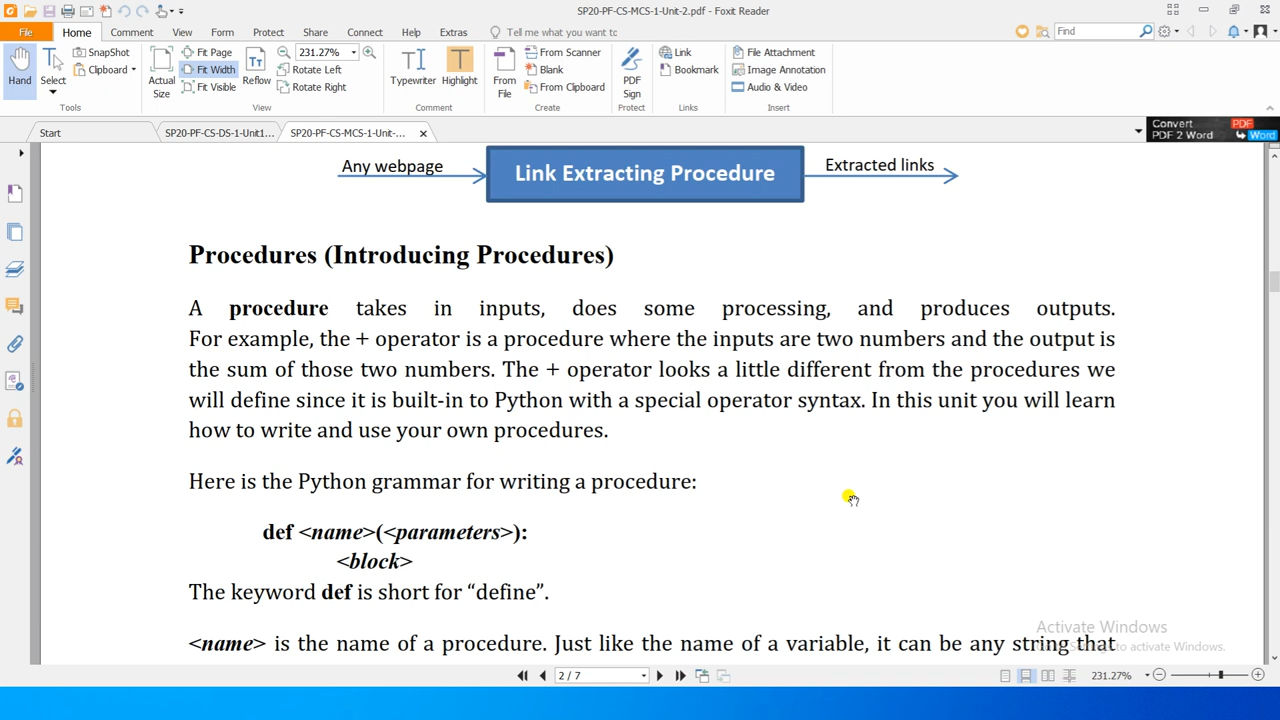 SP20-PF-CS-MCS-1-Unit-2.pdf - Foxit Reader
File Home Comment View Form Protect Share Connect Help Extras Tell me what you want to Find
Hand Select SnapShot Clipboard Actual Size Fit Page Fit Width Fit Visible Reflow 231.27% Rotate Left Rotate Right Typewriter Highlight From File From Scanner Blank From Clipboard PDF Sign Link Bookmark File Attachment Image Annotation Audio & Video
Tools View Comment Create Protect Links Insert
Start SP20-PF-CS-DS-1-Unit1... SP20-PF-CS-MCS-1-Unit-... Convert PDF 2 Word PDF Word
Any webpage Link Extracting Procedure Extracted links
Procedures (Introducing Procedures)
A procedure takes in inputs, does some processing, and produces outputs.
For example, the + operator is a procedure where the inputs are two numbers and the output is
the sum of those two numbers. The + operator looks a little different from the procedures we
will define since it is built-in to Python with a special operator syntax. In this unit you will learn
how to write and use your own procedures.
Here is the Python grammar for writing a procedure:
def <name>(<parameters>):
<block>
The keyword def is short for “define”.
Activate Windows
<name> is the name of a procedure. Just like the name of a variable, it can be any string that
to activate Windows.
2 / 7 231.27%